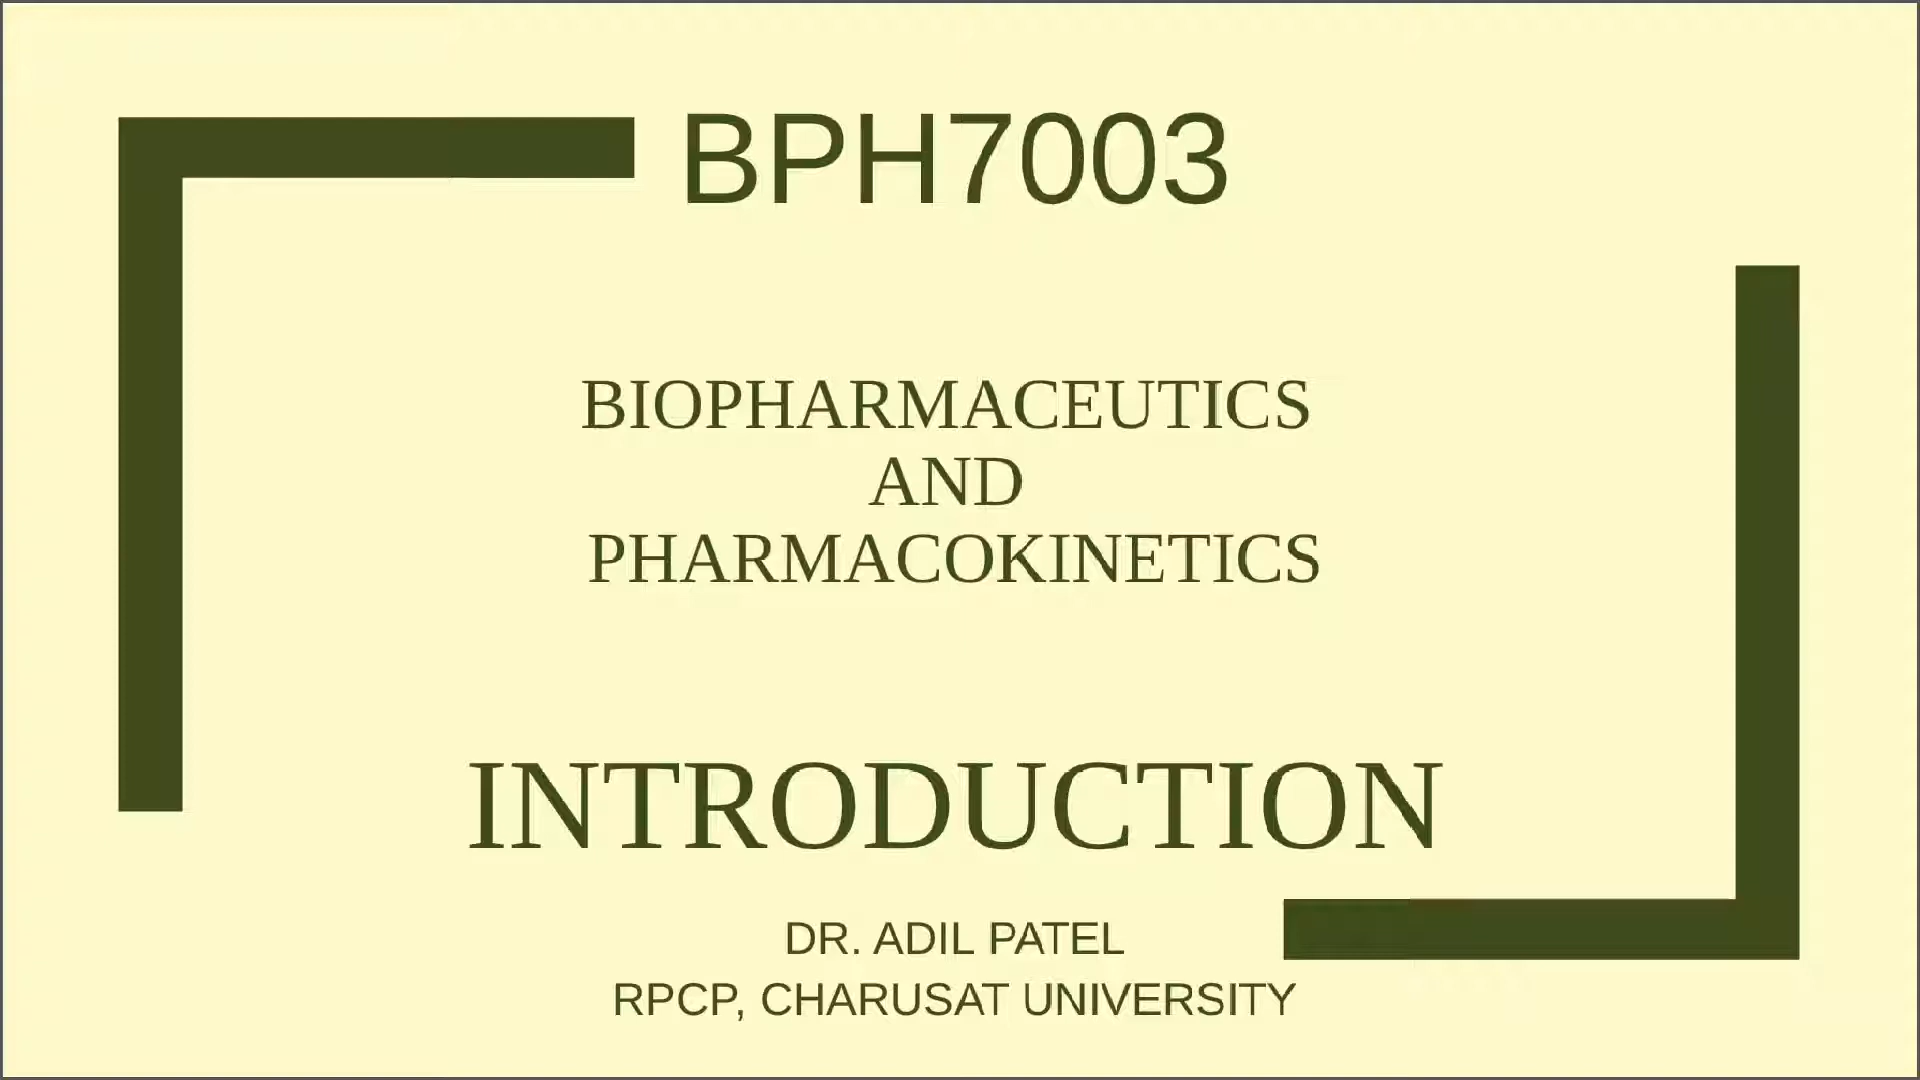 BPH7003
BIOPHARMACEUTICS
AND
PHARMACOKINETICS
INTRODUCTION
DR. ADIL PATEL
RPCP, CHARUSAT UNIVERSITY